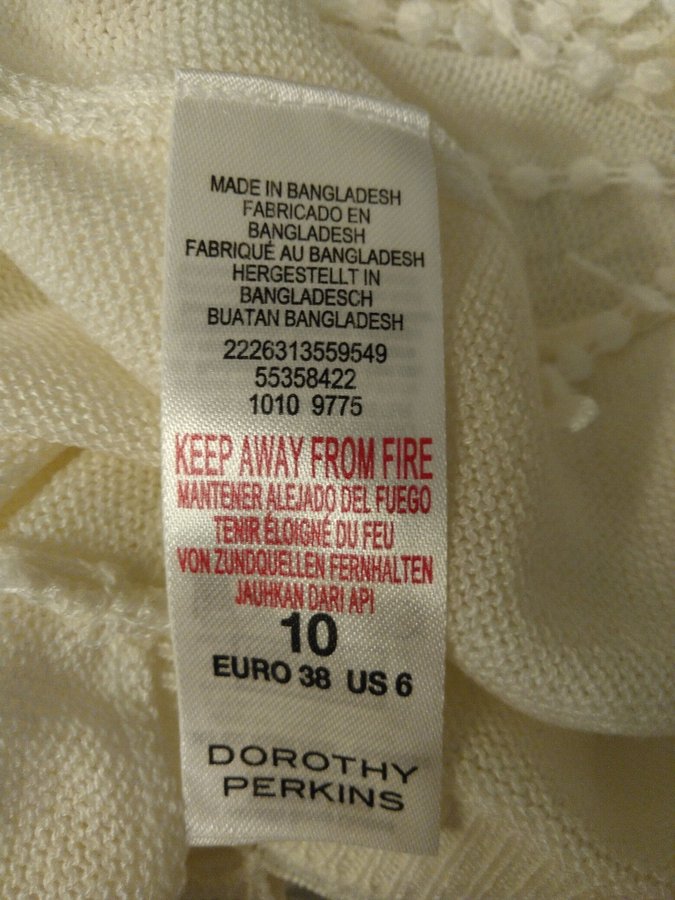 MADE IN BANGLADESH
FABRICADO EN
BANGLADESH
FABRIQUÉ AU BANGLADESH
HERGESTELLT IN
BANGLADESCH
BUATAN BANGLADESH
2226313559549
55358422
1010 9775
KEEP AWAY FROM FIRE
MANTENER ALEJADO DEL FUEGO
TENIR ÉLOIGNÉ DU FEU
VON ZUNDQUELLEN FERNHALTEN
JAUHKAN DARI API
10
EURO 38 US 6
DOROTHY
PERKINS